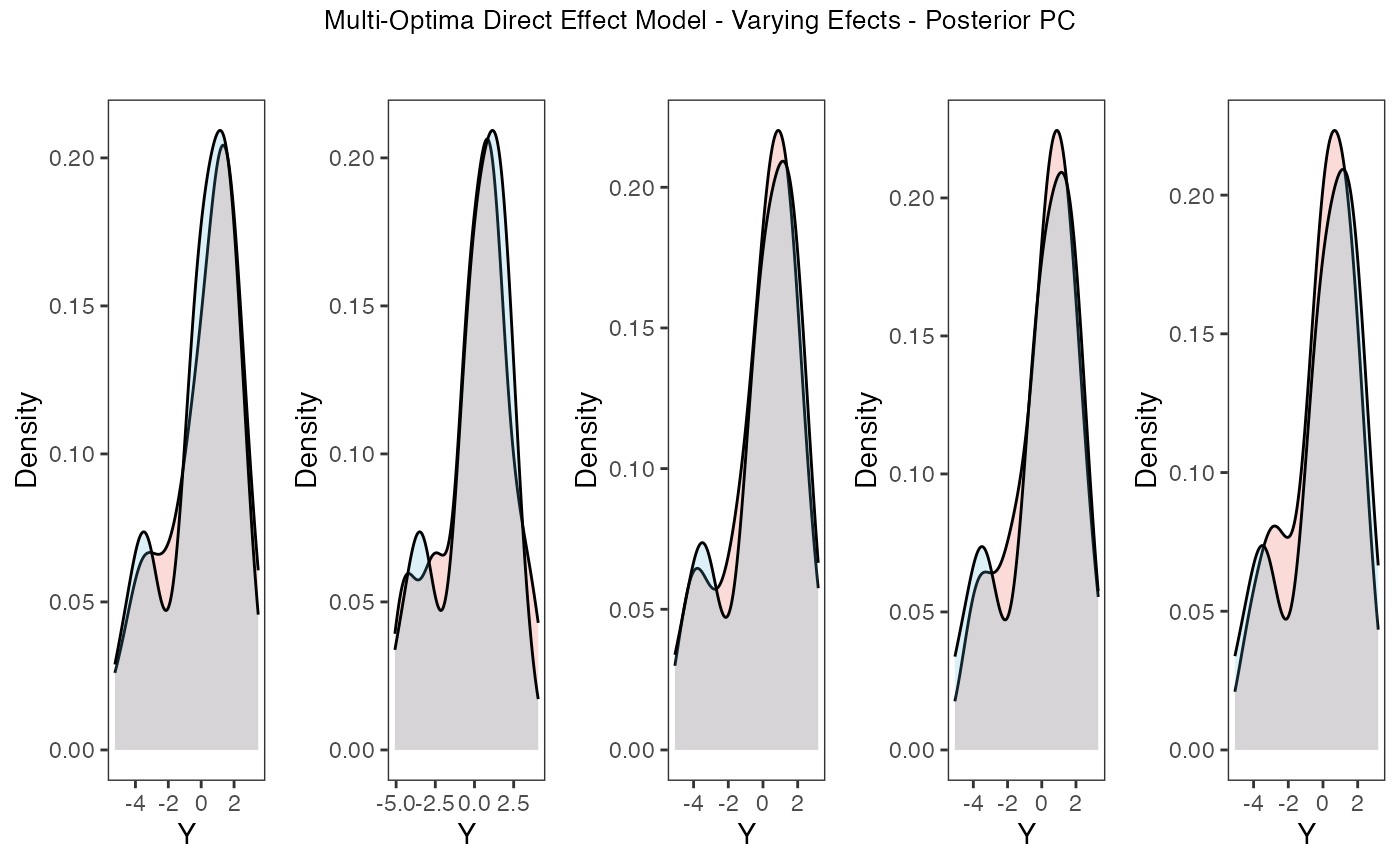 Multi-Optima Direct Effect Model - Varying Efects - Posterior PC
0.20 0.20 0.20 0.20 0.20
0.15 0.15 0.15 0.15 0.15
0.10 0.10 0.10 0.10 0.10
0.05 0.05 0.05 0.05 0.05
0.00 0.00 0.00 0.00 0.00
Density Density Density Density Density
-4 -2 0 2 -5.0 -2.5 0.0 2.5 -4 -2 0 2 -4 -2 0 2 -4 -2 0 2
Y Y Y Y Y